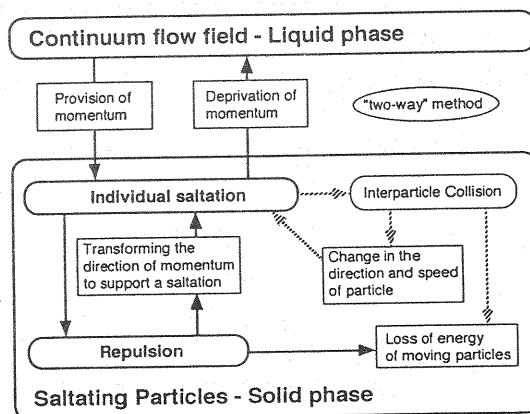 Continuum flow field - Liquid phase
Provision of
momentum
Deprivation of
momentum
"two-way" method
Individual saltation
Interparticle Collision
Transforming the
direction of momentum
to support a saltation
Change in the
direction and speed
of particle
Repulsion
Loss of energy
of moving particles
Saltating Particles - Solid phase